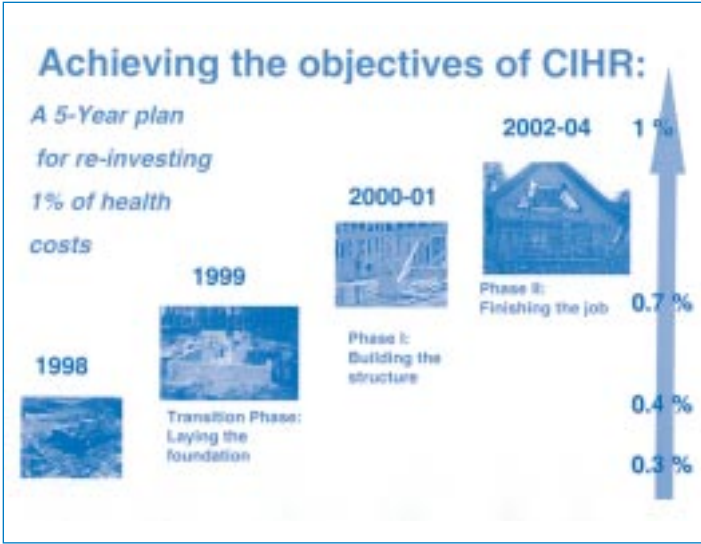 Achieving the objectives of CIHR:
A 5-Year plan
for re-investing
1% of health
costs
1998
1999
Transition Phase:
Laying the
foundation
2000-01
Phase I:
Building the
structure
2002-04
Phase II:
Finishing the job
1 %
0.7 %
0.4 %
0.3 %